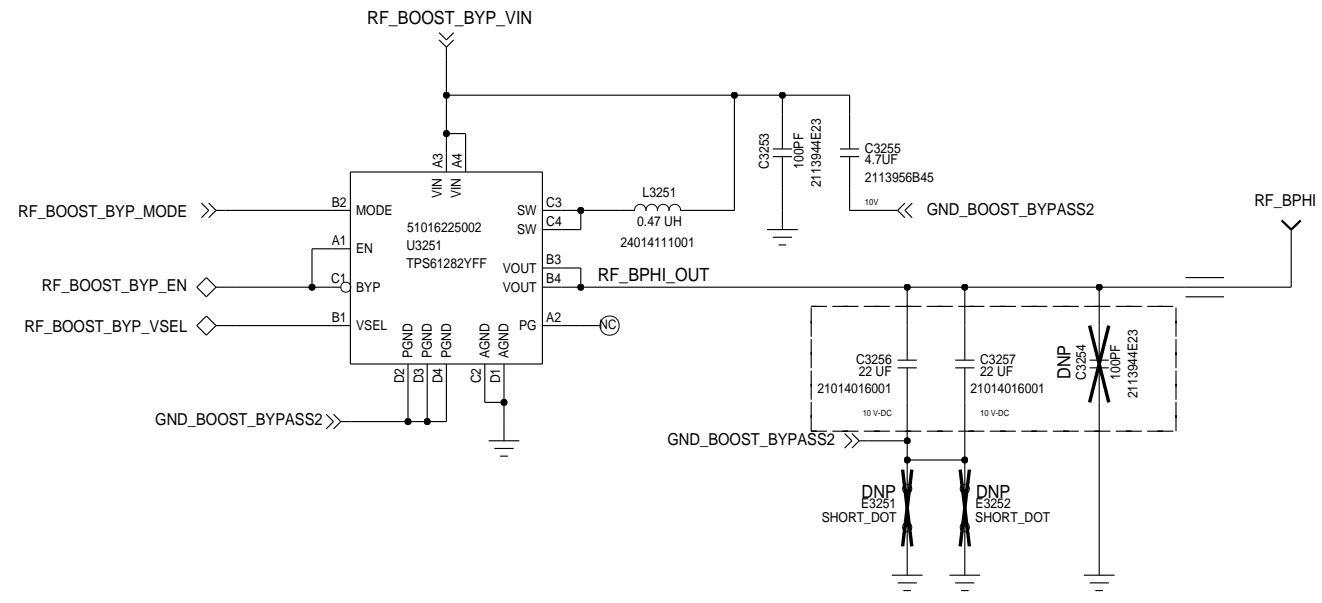 RF_BOOST_BYP_VIN
A3
A4
VIN
VIN
C3253
100PF
2113944E23
C3255
4.7UF
2113956B45
10V
GND_BOOST_BYPASS2
RF_BPHI
RF_BOOST_BYP_MODE
B2
MODE
A1
EN
RF_BOOST_BYP_EN
C1
BYP
RF_BOOST_BYP_VSEL
B1
VSEL
51016225002
U3251
TPS61282YFF
SW
C3
SW
C4
L3251
0.47 UH
24014111001
VOUT
B3
VOUT
B4
RF_BPHI_OUT
PG
A2
NC
PGND
PGND
PGND
AGND
AGND
D2
D3
D4
C2
D1
GND_BOOST_BYPASS2
C3256
22 UF
21014016001
10 V-DC
C3257
22 UF
21014016001
10 V-DC
DNP
C3254
100PF
2113944E23
GND_BOOST_BYPASS2
DNP
E3251
SHORT_DOT
DNP
E3252
SHORT_DOT